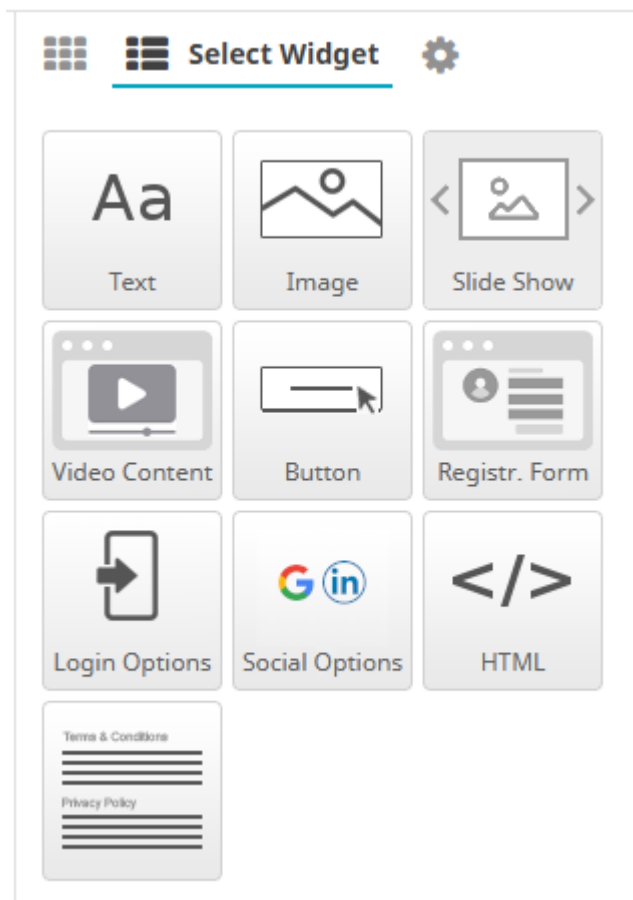 Select Widget
Aa
Text
Image
Slide Show
Video Content
Button
Registr. Form
Login Options
G in
Social Options
</>
HTML
Terms & Conditions
Privacy Policy